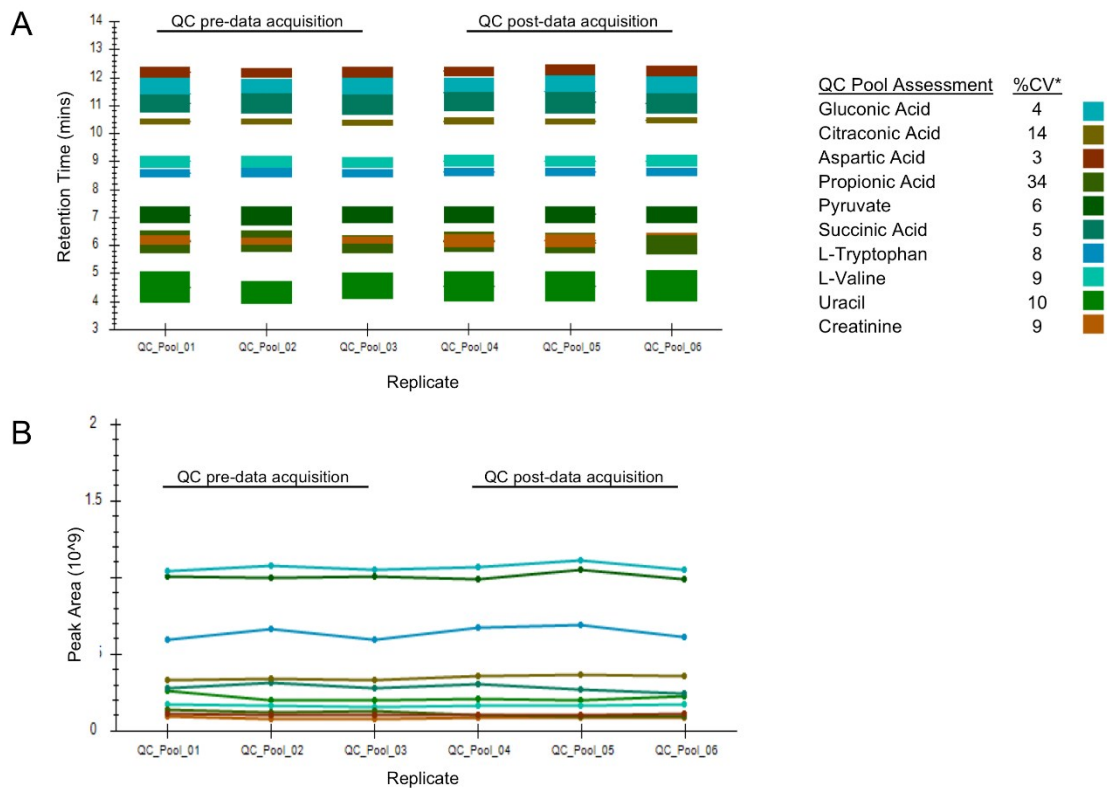 A
QC pre-data acquisition
QC post-data acquisition
14
13
12
11
10
9
8
7
6
5
4
3
Retention Time (mins)
QC_Pool_01
QC_Pool_02
QC_Pool_03
QC_Pool_04
QC_Pool_05
QC_Pool_06
Replicate
QC Pool Assessment %CV*
Gluconic Acid 4
Citraconic Acid 14
Aspartic Acid 3
Propionic Acid 34
Pyruvate 6
Succinic Acid 5
L-Tryptophan 8
L-Valine 9
Uracil 10
Creatinine 9
B
2
QC pre-data acquisition
QC post-data acquisition
1.5
0
Peak Area (10^9)
QC_Pool_01
QC_Pool_02
QC_Pool_03
QC_Pool_04
QC_Pool_05
QC_Pool_06
Replicate